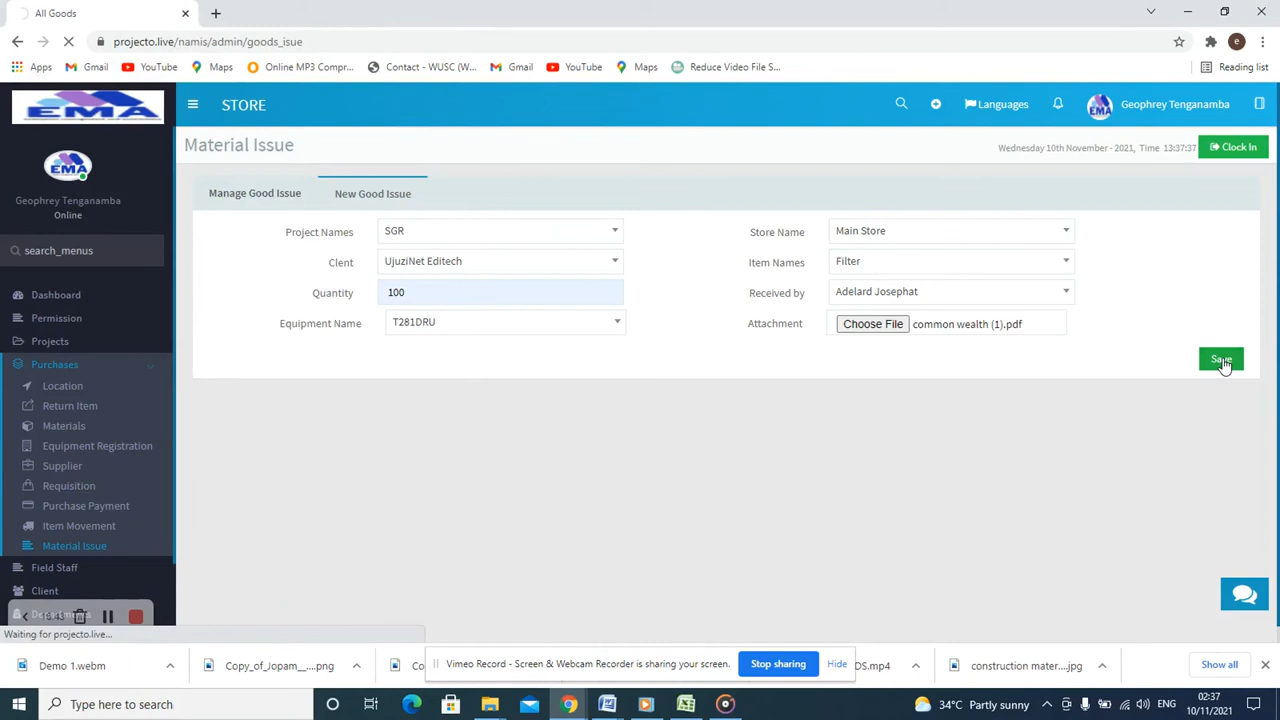 All Goods
projecto.live/namis/admin/goods_isue
Apps Gmail YouTube Maps Online MP3 Compr... Contact - WUSC (W... Gmail YouTube Maps Reduce Video File S... Reading list
EMA STORE Languages Geophrey Tenganamba
Material Issue Wednesday 10th November - 2021, Time 13:37:37 Clock In
EMA
Geophrey Tenganamba
Online
search_menus
Dashboard
Permission
Projects
Purchases
Location
Return Item
Materials
Equipment Registration
Supplier
Requisition
Purchase Payment
Item Movement
Material Issue
Field Staff
Client
Manage Good Issue New Good Issue
Project Names SGR Store Name Main Store
Clent UjuziNet Editech Item Names Filter
Quantity 100 Received by Adelard Josephat
Equipment Name T281DRU Attachment Choose File common wealth (1).pdf
Save
Waiting for projecto.live...
Demo 1.webm Copy_of_Jopam__....png Co Vimeo Record - Screen & Webcam Recorder is sharing your screen. Stop sharing Hide DS.mp4 construction mater....jpg Show all
Type here to search 34°C Partly sunny ENG 02:37
10/11/2021